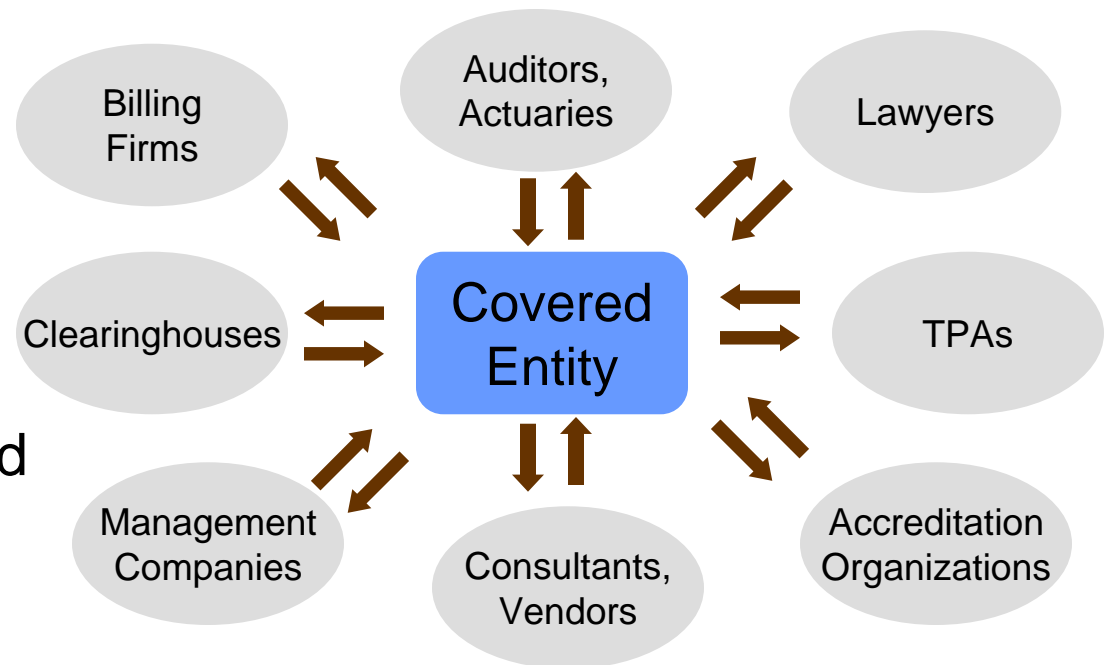 Billing
Firms
Auditors,
Actuaries
Lawyers
Clearinghouses
Covered
Entity
TPAs
d
Management
Companies
Consultants,
Vendors
Accreditation
Organizations